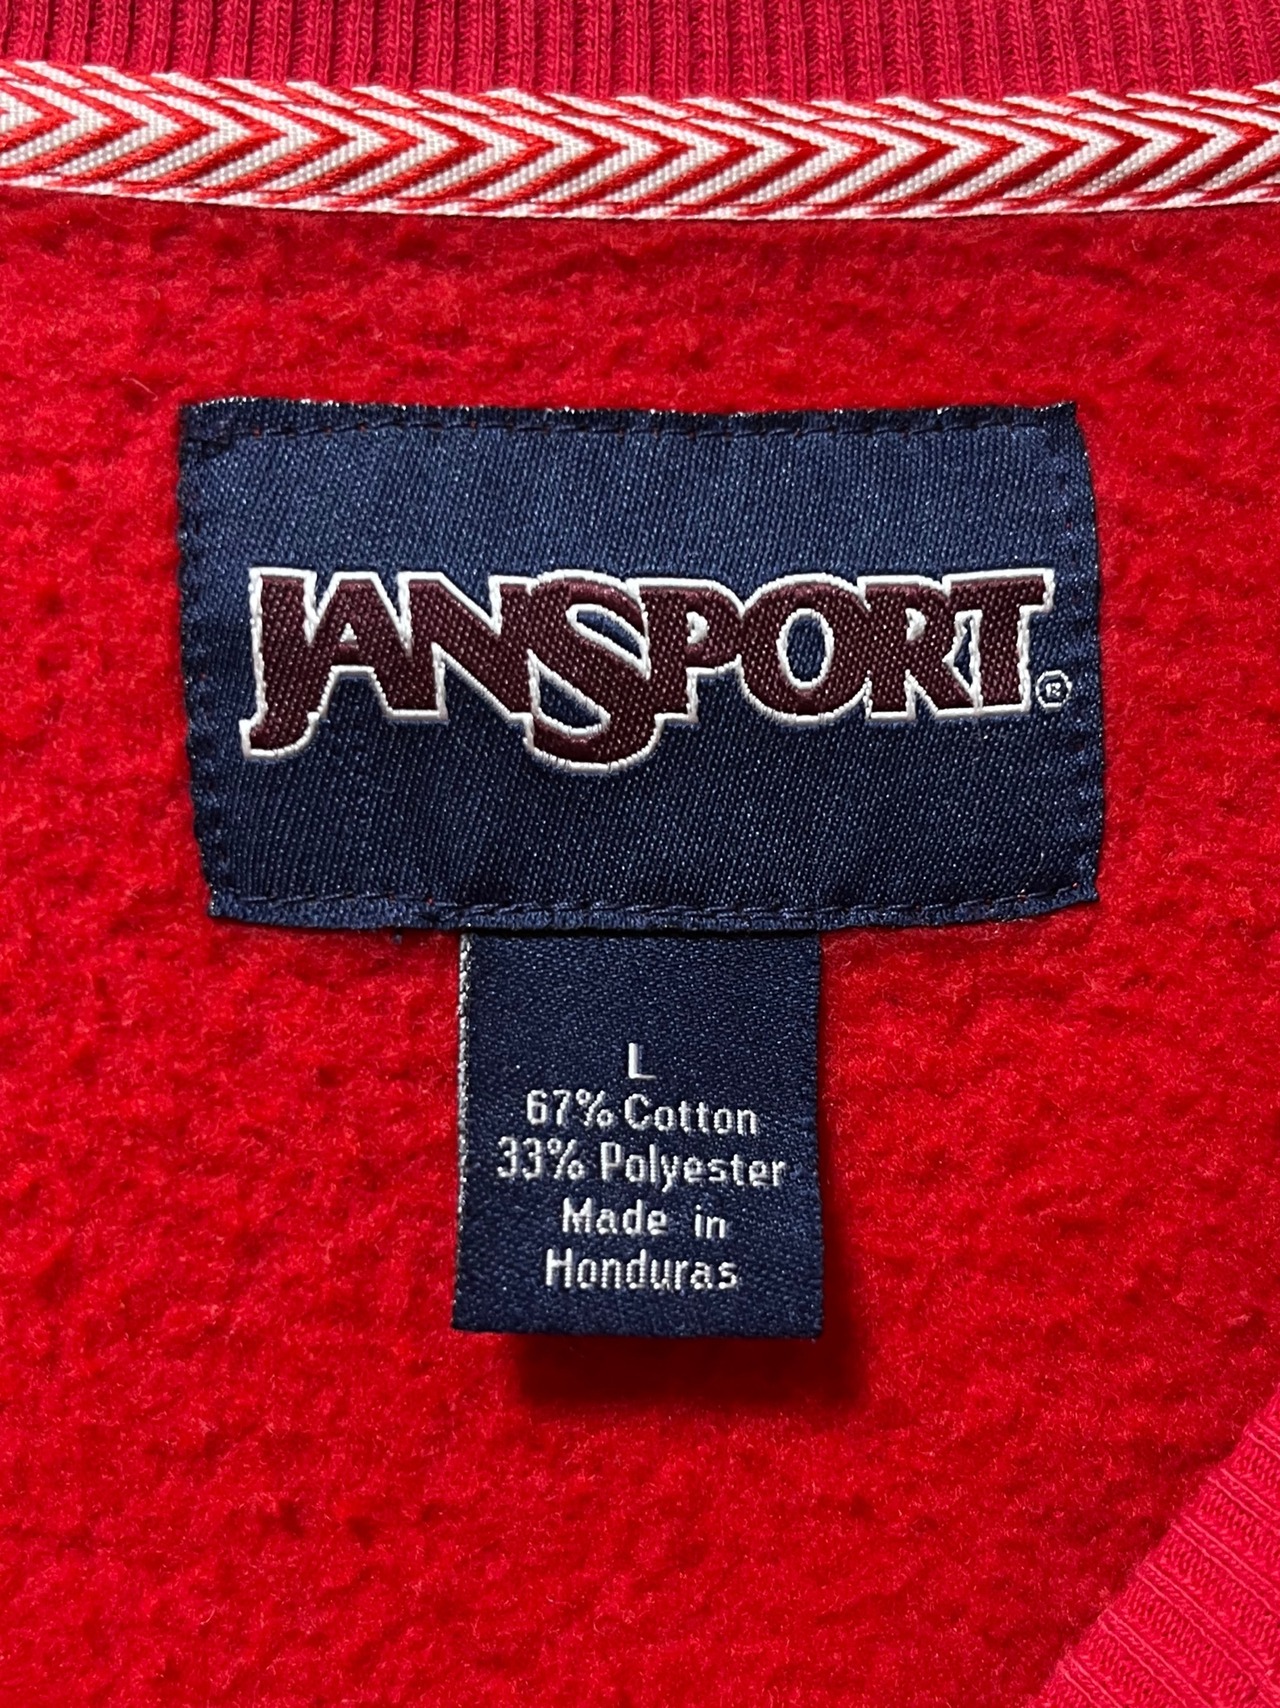 JANSPORT®
L
67% Cotton
33% Polyester
Made in
Honduras